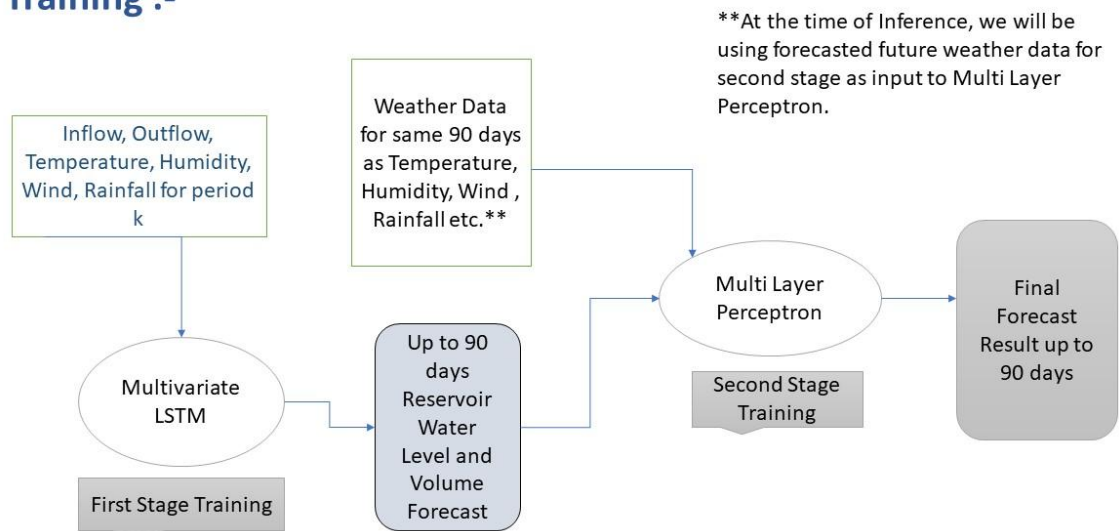 **At the time of Inference, we will be
using forecasted future weather data for
second stage as input to Multi Layer
Perceptron.
Inflow, Outflow,
Temperature, Humidity,
Wind, Rainfall for period
k
Weather Data
for same 90 days
as Temperature,
Humidity, Wind ,
Rainfall etc.**
Multi Layer
Perceptron
Final
Forecast
Result up to
90 days
Multivariate
LSTM
Up to 90
days
Reservoir
Water
Level and
Volume
Forecast
Second Stage
Training
First Stage Training